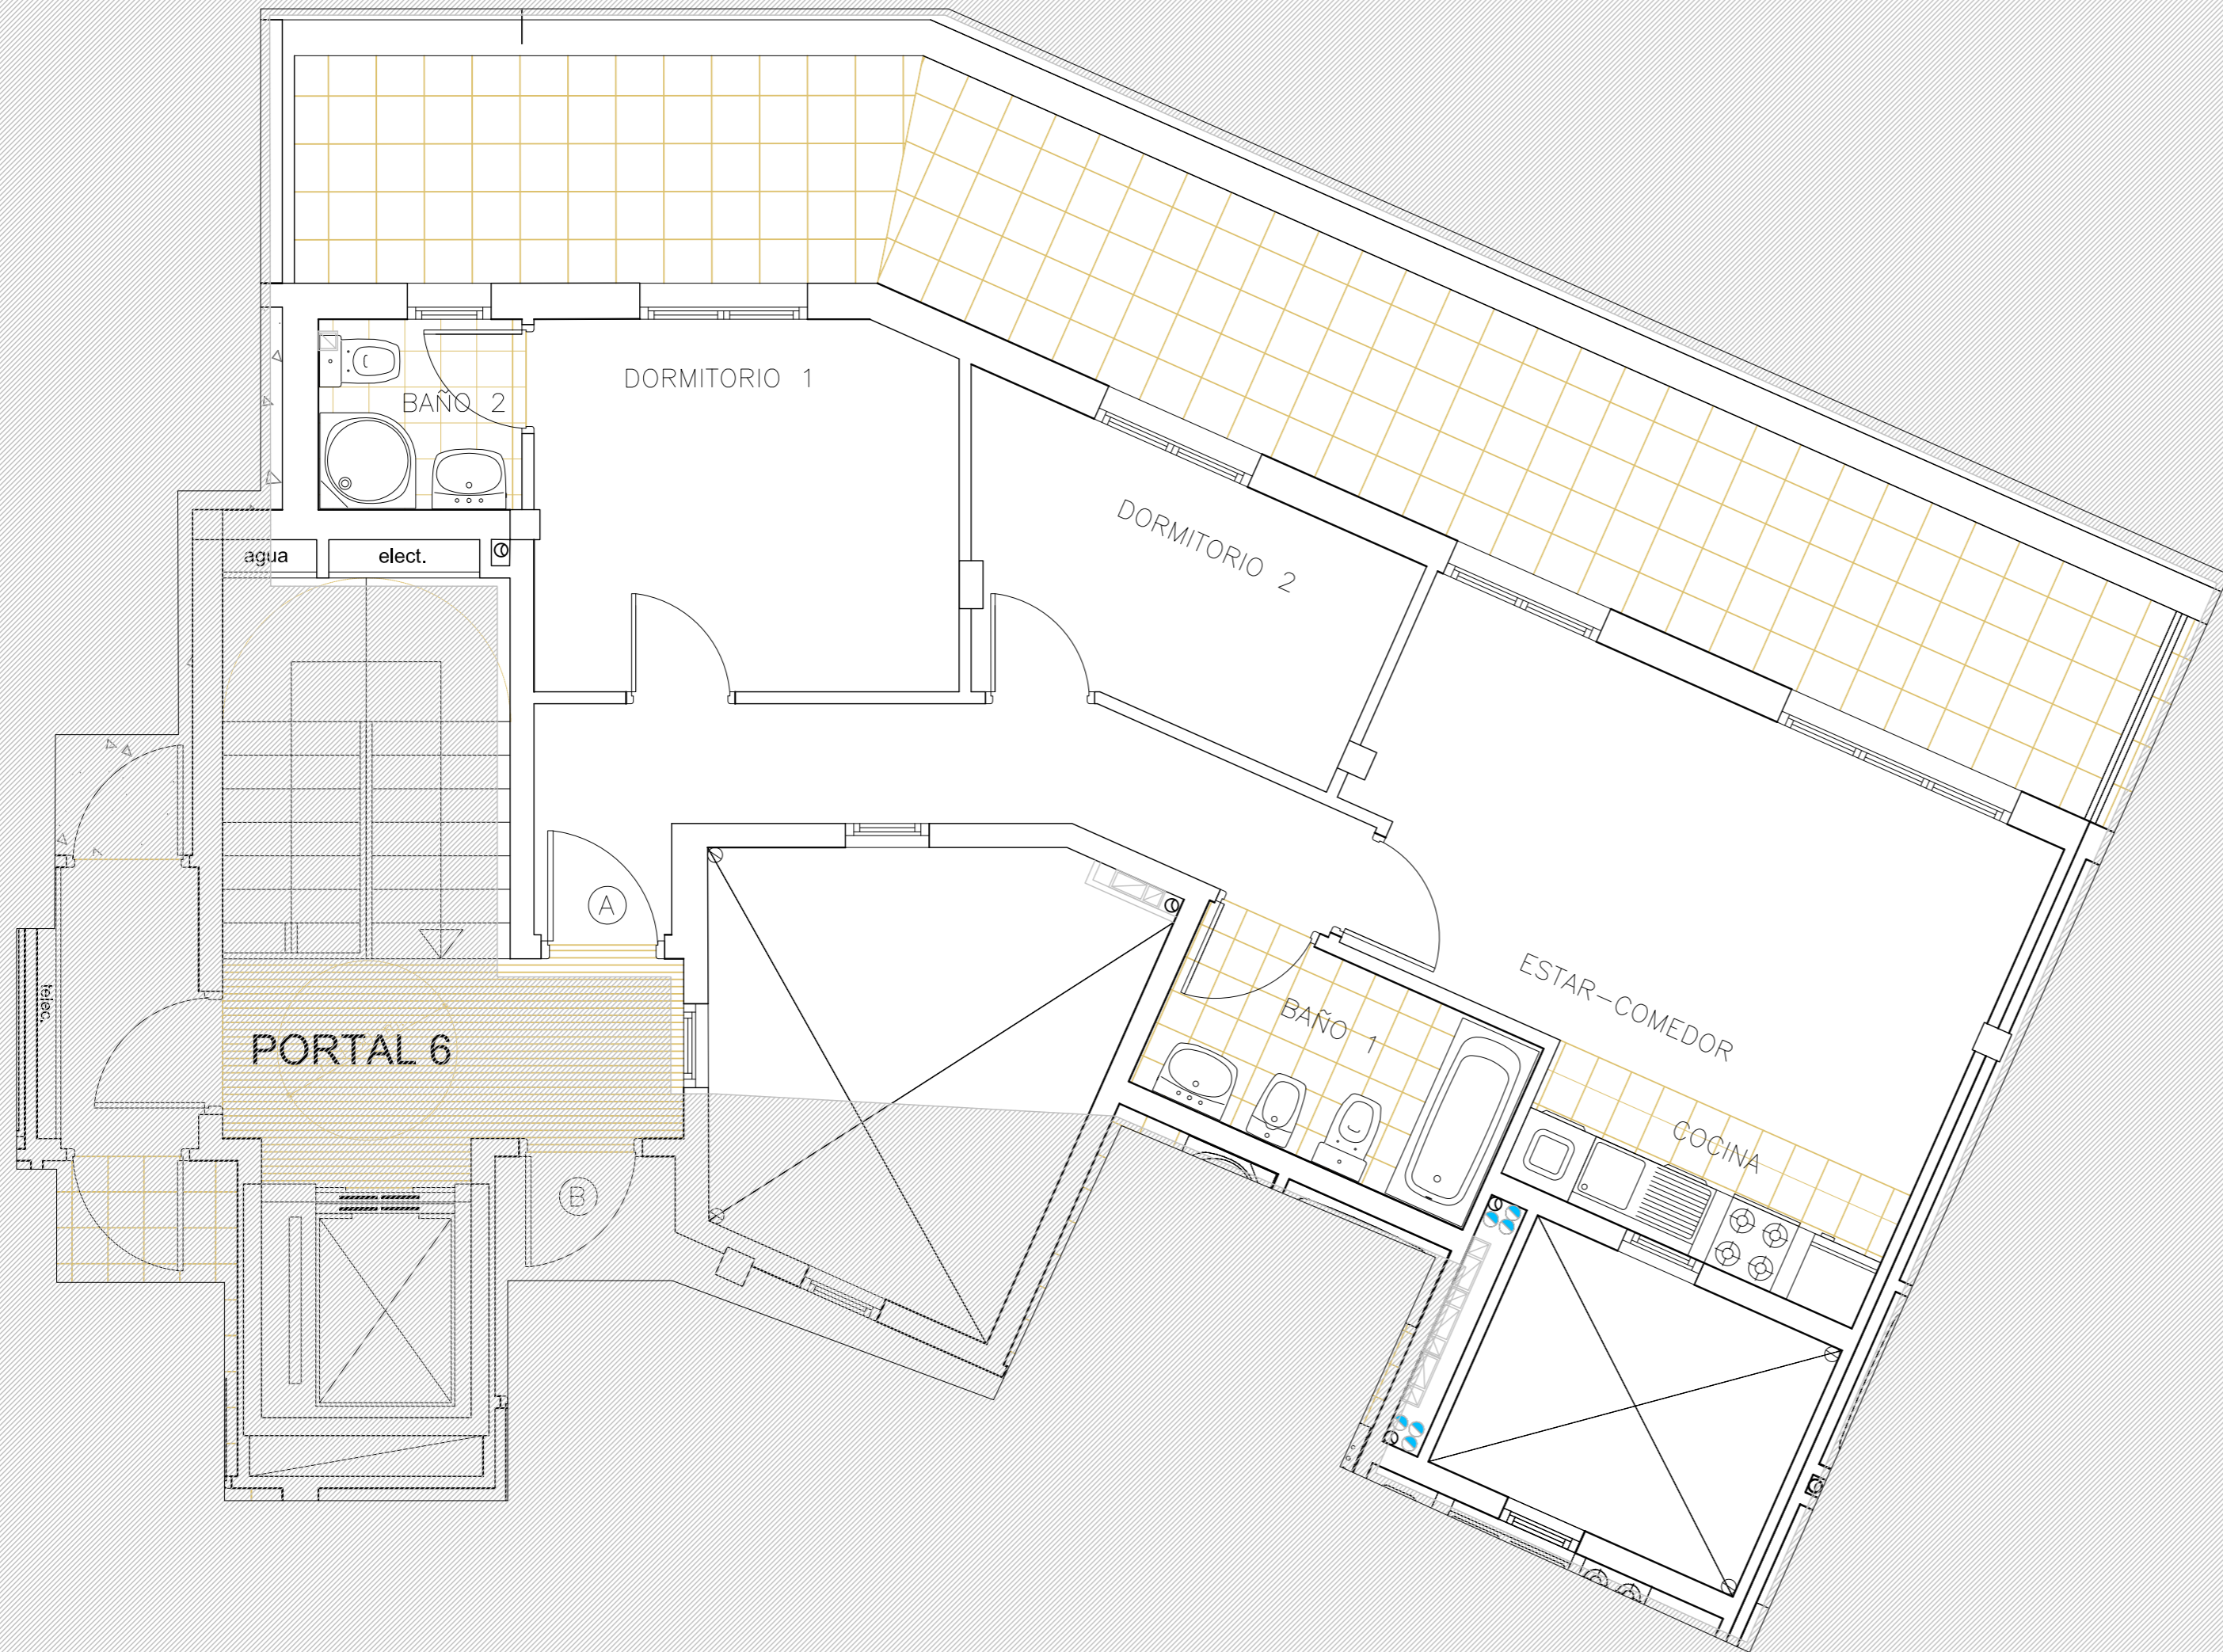 DORMITORIO 1
BAÑO 2
DORMITORIO 2
agua
elect.
A
ESTAR-COMEDOR
telec.
BAÑO 1
PORTAL 6
COCINA
B